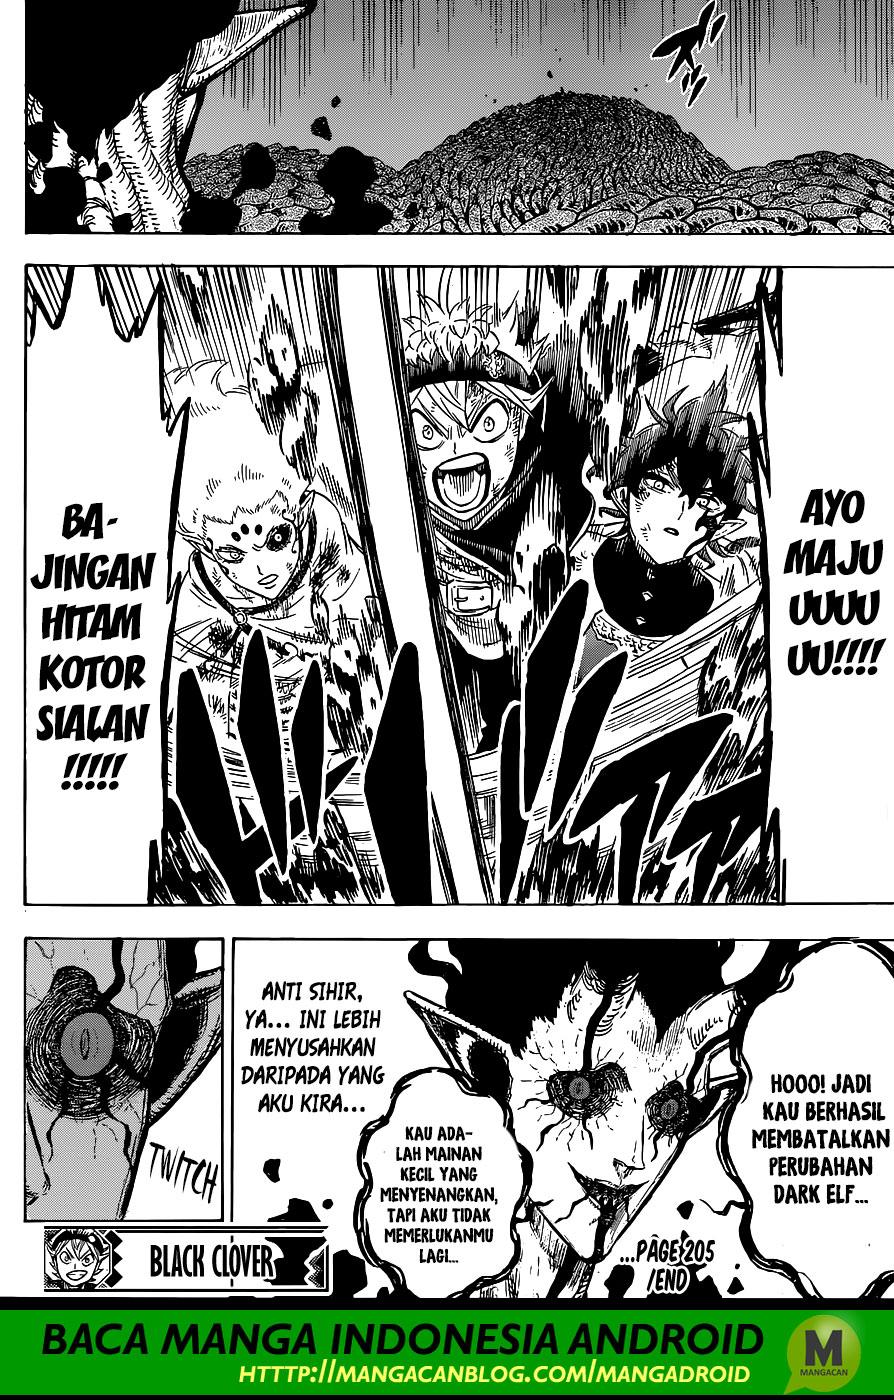 ズ
AYO
MAJU
UUUU
UU!!!!
BA-
JINGAN
HITAM
KOTOR
SIALAN
!!!!!
HOOO! JADI
KAU BERHASIL
MEMBATALKAN
PERUBAHAN
DARK ELF...
KAU ADA-
LAH MAINAN
KECIL YANG
MENYENANGKAN,
TAPI AKU TIDAK
MEMERLUKANMU
LAGI...
ANTI SIHIR,
YA... INI LEBIH
MENYUSAHKAN
DARIPADA YANG
AKU KIRA...
TWITCH
...PAGE 205
/END
BLACK CLOVER
BACA MANGA INDONESIA ANDROID
HTTTP://MANGACANBLOG.COM/MANGADROID
M
MANGACAN